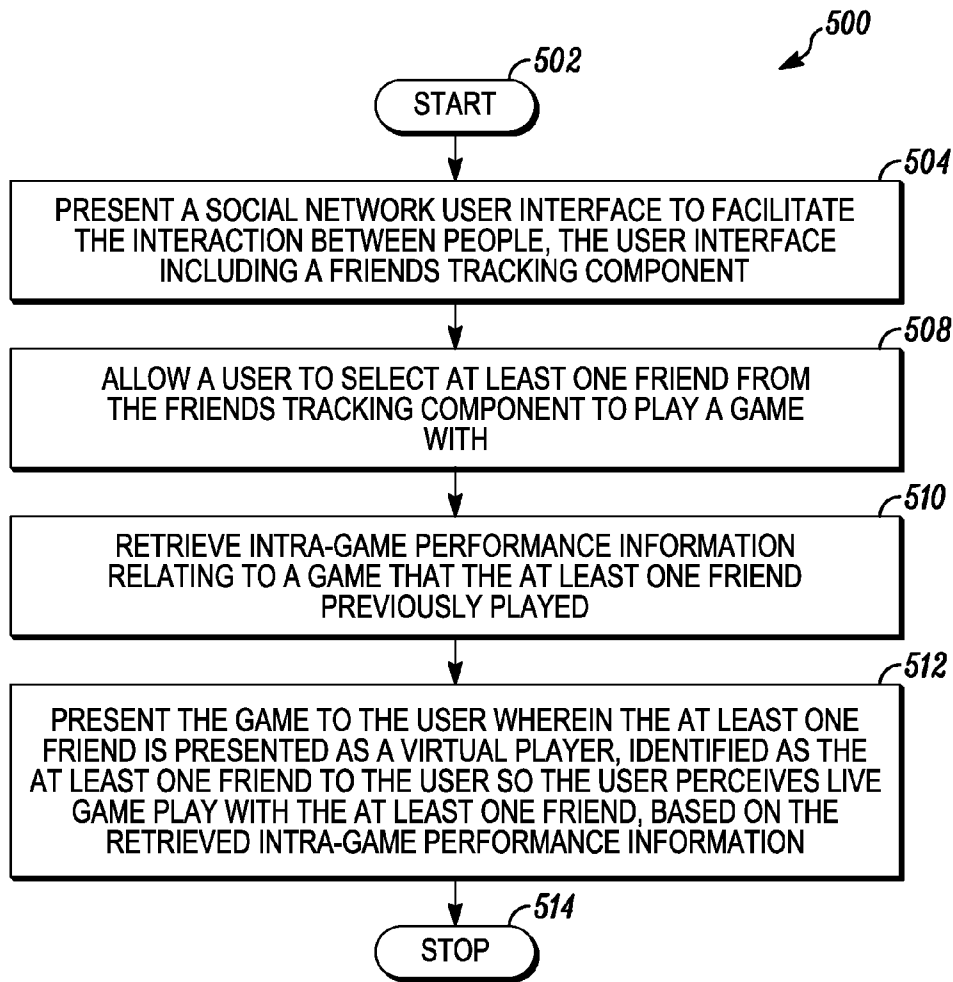 500
502
START
504
PRESENT A SOCIAL NETWORK USER INTERFACE TO FACILITATE
THE INTERACTION BETWEEN PEOPLE, THE USER INTERFACE
INCLUDING A FRIENDS TRACKING COMPONENT
508
ALLOW A USER TO SELECT AT LEAST ONE FRIEND FROM
THE FRIENDS TRACKING COMPONENT TO PLAY A GAME
WITH
510
RETRIEVE INTRA-GAME PERFORMANCE INFORMATION
RELATING TO A GAME THAT THE AT LEAST ONE FRIEND
PREVIOUSLY PLAYED
512
PRESENT THE GAME TO THE USER WHEREIN THE AT LEAST ONE
FRIEND IS PRESENTED AS A VIRTUAL PLAYER, IDENTIFIED AS THE
AT LEAST ONE FRIEND TO THE USER SO THE USER PERCEIVES LIVE
GAME PLAY WITH THE AT LEAST ONE FRIEND, BASED ON THE
RETRIEVED INTRA-GAME PERFORMANCE INFORMATION
514
STOP